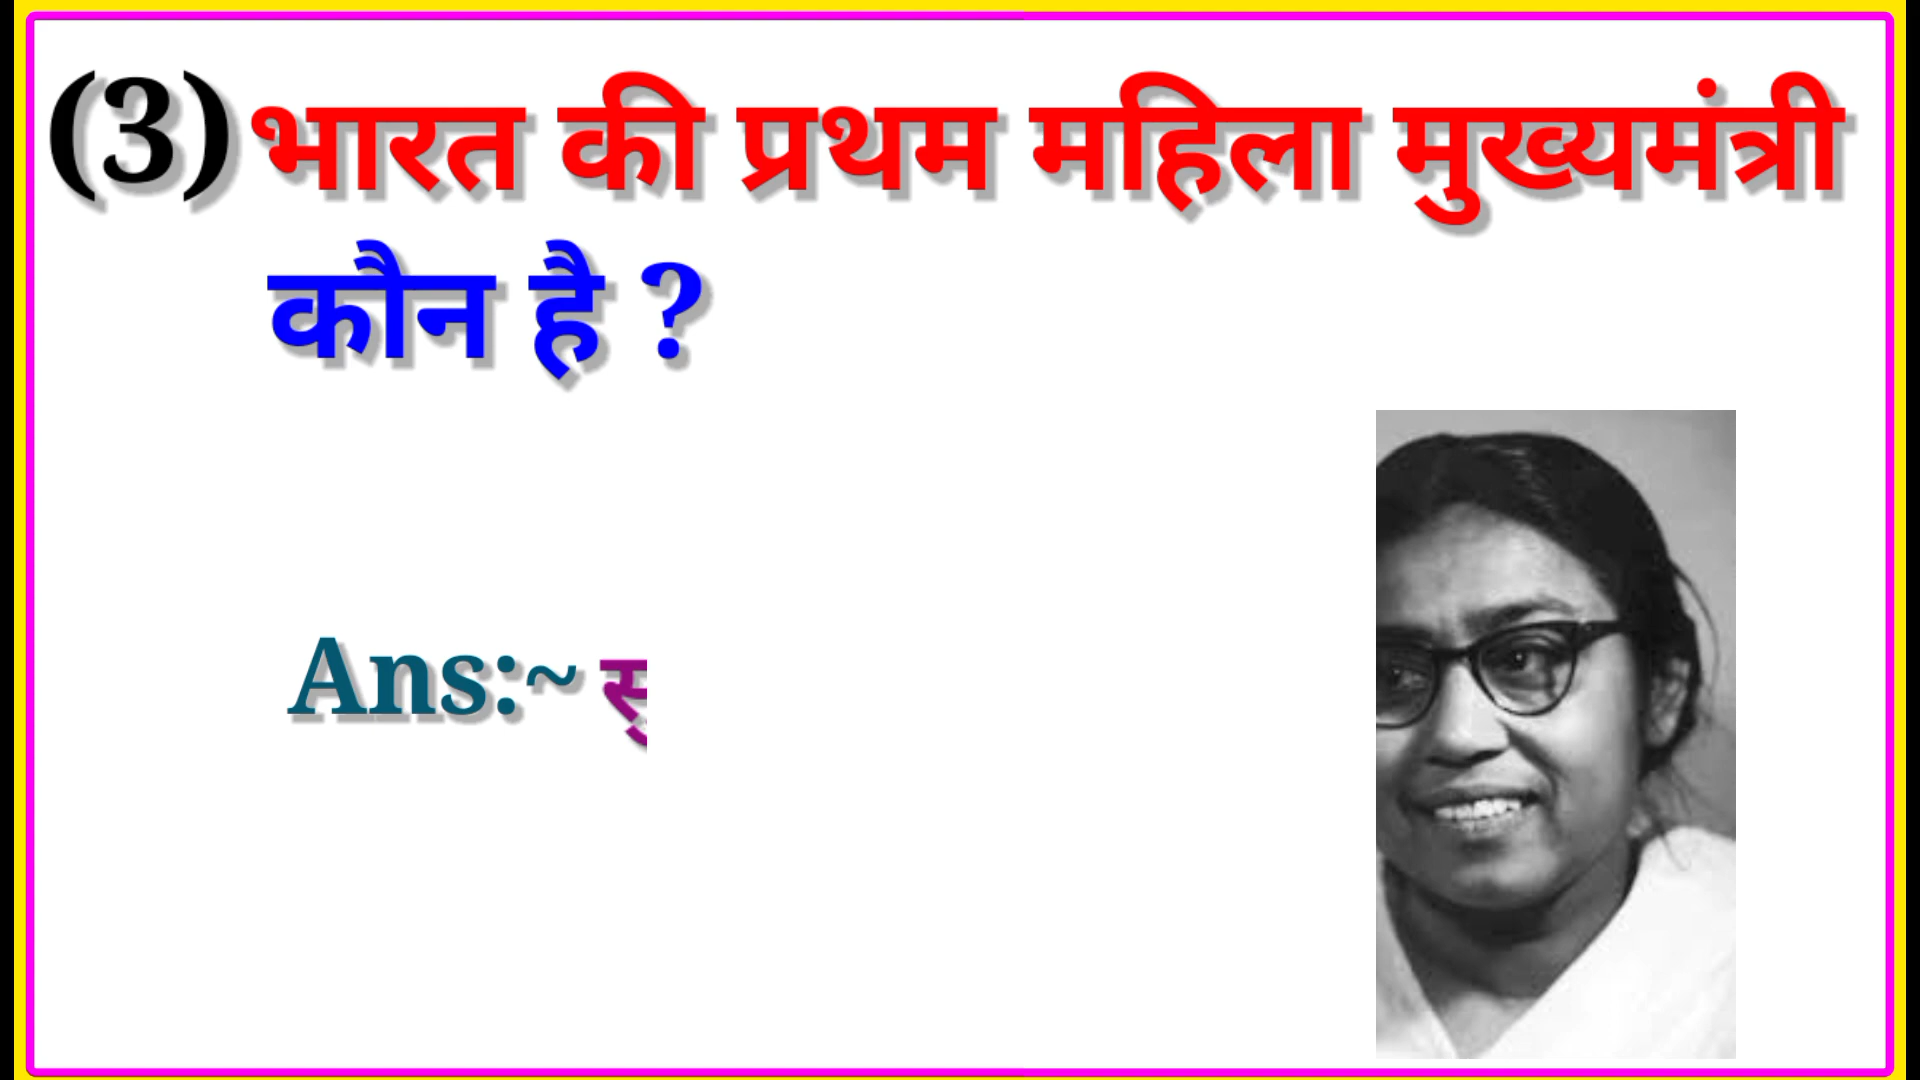 (3) भारत की प्रथम महिला मुख्यमंत्री
कौन है ?
Ans:~ सु